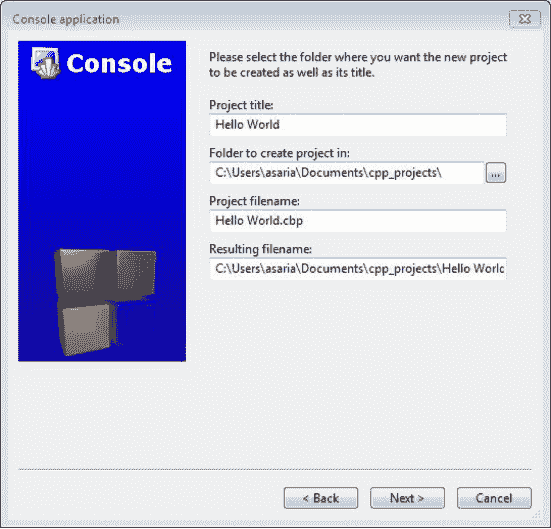 Console application
Console
Please select the folder where you want the new project
to be created as well as its title.
Project title:
Hello World
Folder to create project in:
C:\Users\asaria\Documents\cpp_projects\
...
Project filename:
Hello World.cbp
Resulting filename:
C:\Users\asaria\Documents\cpp_projects\Hello World
< Back
Next >
Cancel